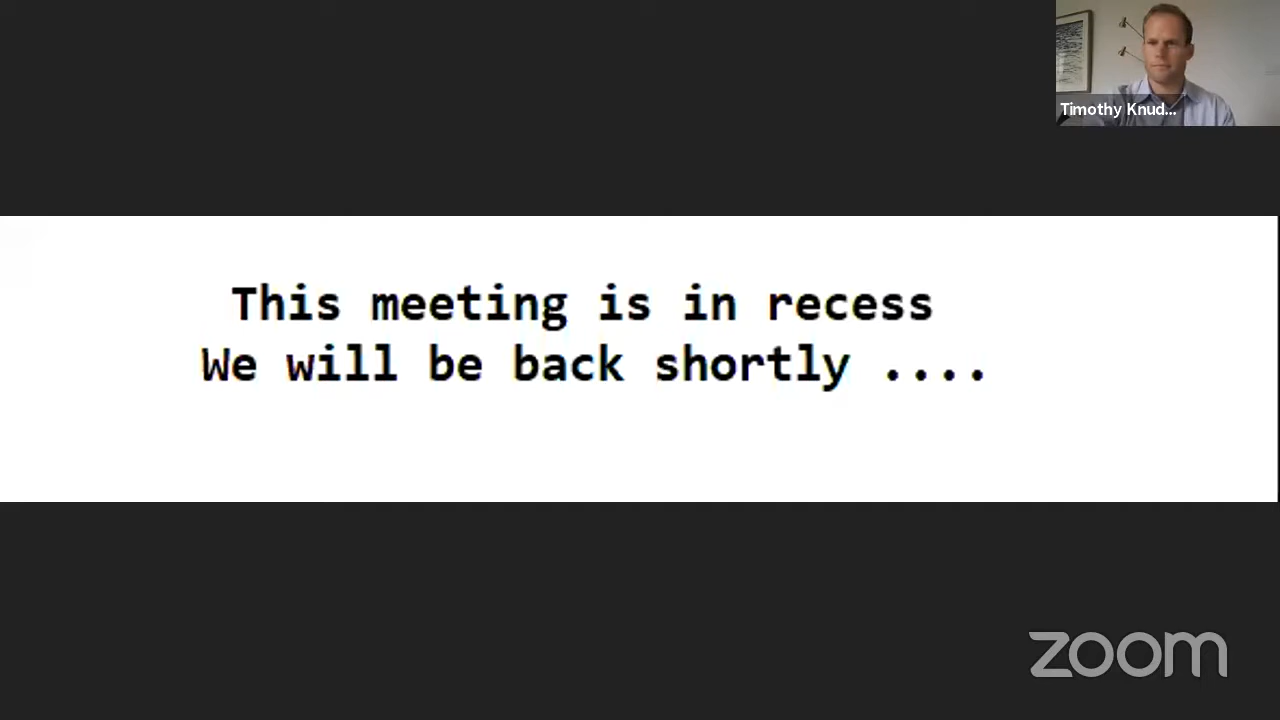 Timothy Knud...
This meeting is in recess
We will be back shortly ....
zoom